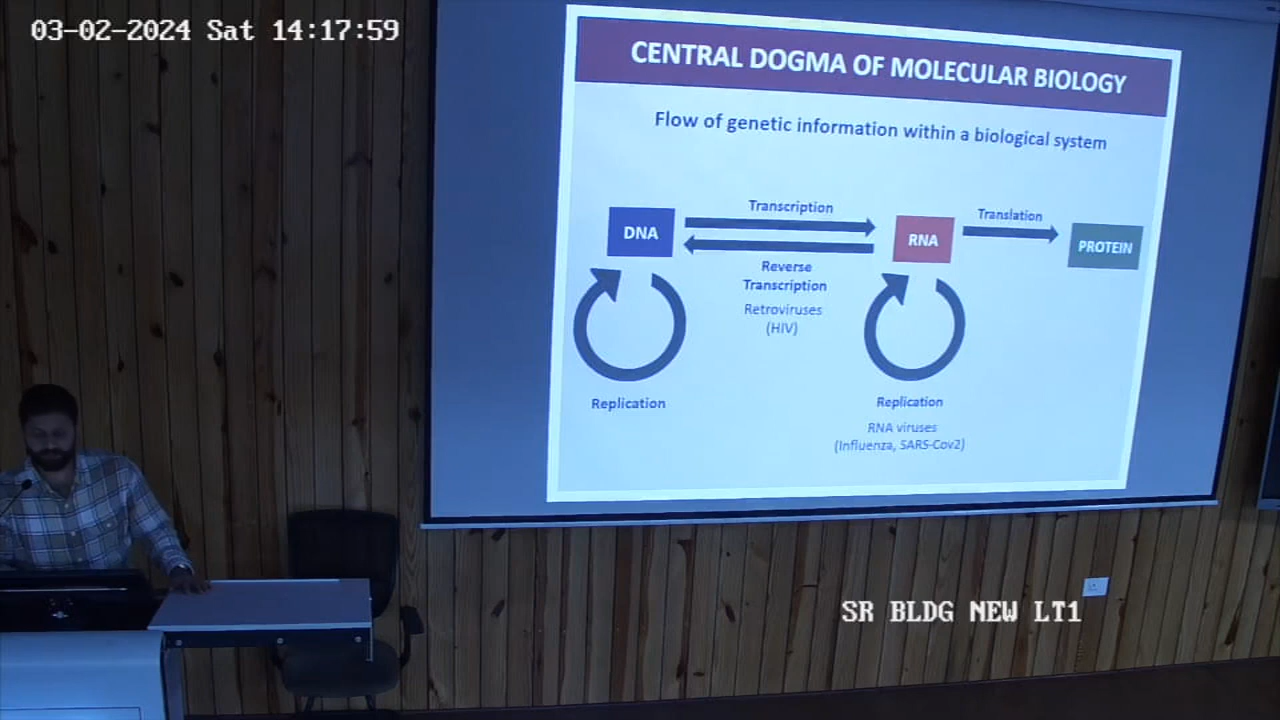 03-02-2024 Sat 14:17:59
CENTRAL DOGMA OF MOLECULAR BIOLOGY
Flow of genetic information within a biological system
Transcription
Translation
DNA
RNA
PROTEIN
Reverse
Transcription
Retroviruses
(HIV)
Replication
Replication
RNA viruses
(Influenza, SARS-Cov2)
SR BLDG NEW LT1